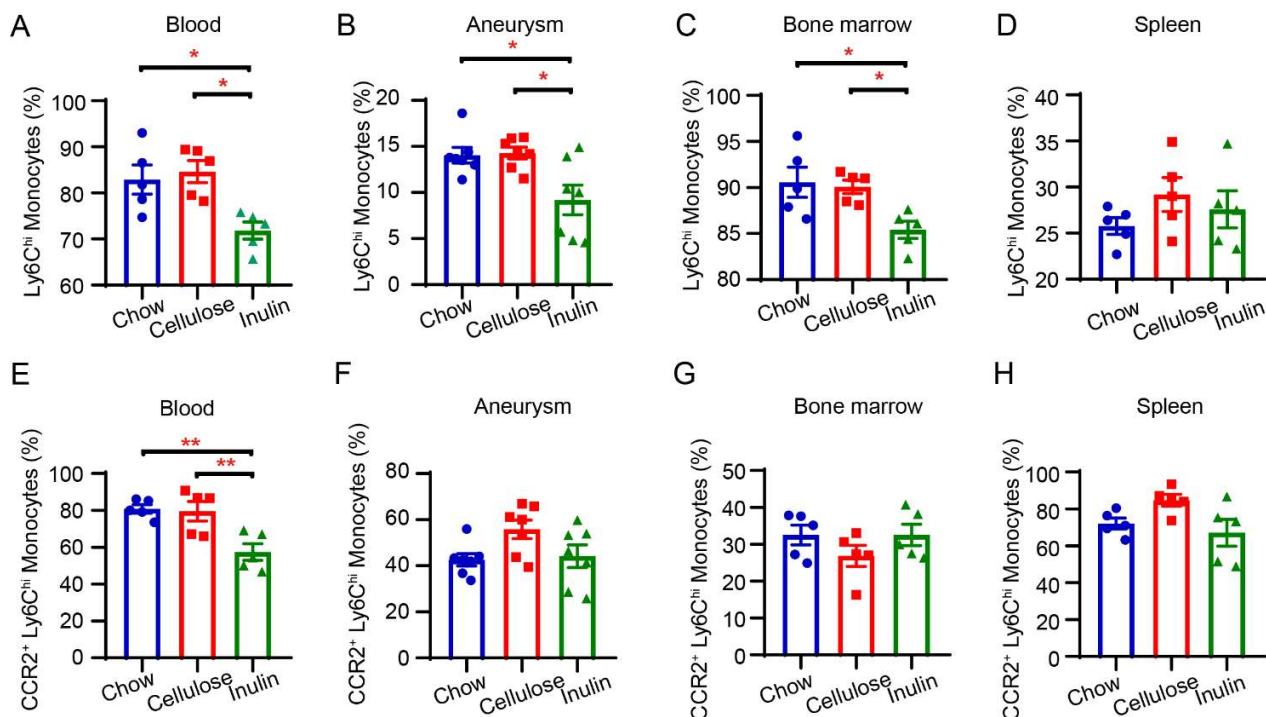 A
Blood
*
*
Ly6Cʰⁱ Monocytes (%)
100
90
80
70
60
Chow
Cellulose
Inulin
B
Aneurysm
*
*
Ly6Cʰⁱ Monocytes (%)
20
15
10
5
0
Chow
Cellulose
Inulin
C
Bone marrow
*
*
Ly6Cʰⁱ Monocytes (%)
100
95
90
85
80
Chow
Cellulose
Inulin
D
Spleen
Ly6Cʰⁱ Monocytes (%)
40
35
30
25
20
Chow
Cellulose
Inulin
E
Blood
**
**
CCR2⁺ Ly6Cʰⁱ Monocytes (%)
100
80
60
40
20
0
Chow
Cellulose
Inulin
F
Aneurysm
CCR2⁺ Ly6Cʰⁱ Monocytes (%)
80
60
40
20
0
Chow
Cellulose
Inulin
G
Bone marrow
CCR2⁺ Ly6Cʰⁱ Monocytes (%)
50
40
30
20
10
0
Chow
Cellulose
Inulin
H
Spleen
CCR2⁺ Ly6Cʰⁱ Monocytes (%)
100
80
60
40
20
0
Chow
Cellulose
Inulin